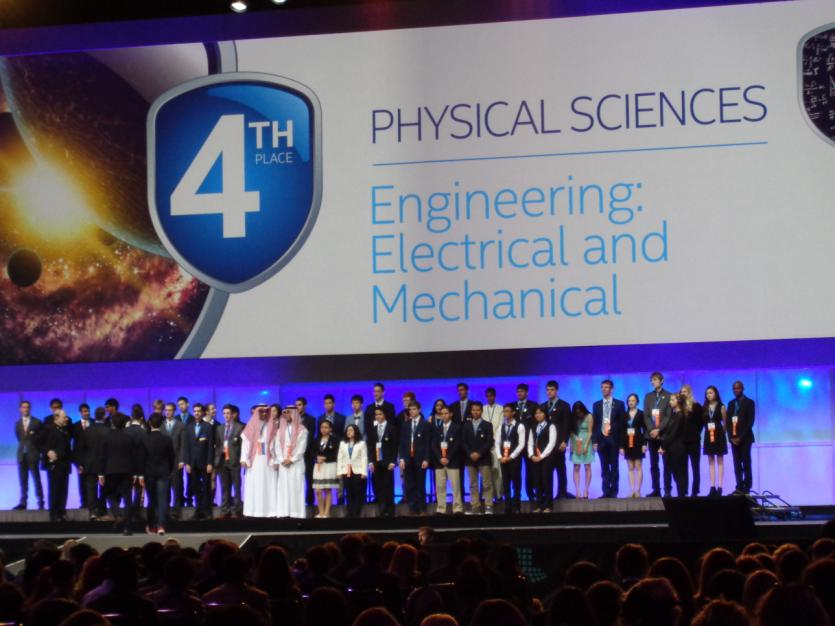 4TH
PLACE
PHYSICAL SCIENCES
Engineering:
Electrical and
Mechanical